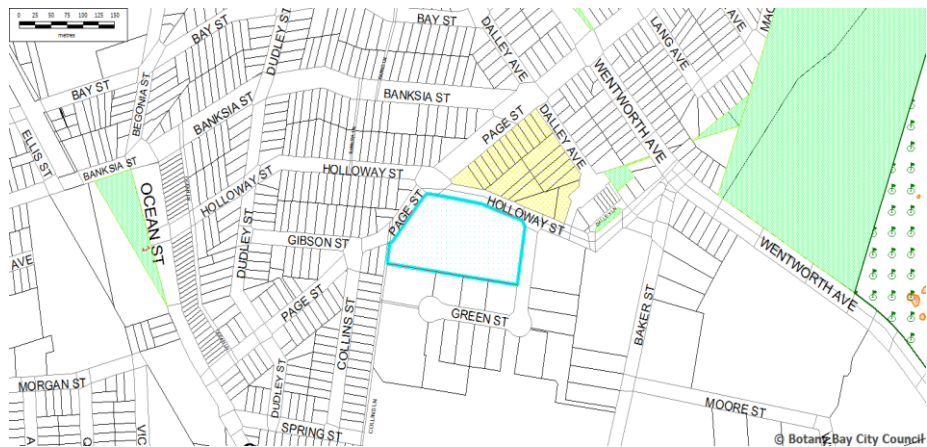 0 25 50 75 100 125 150
metres
BAY ST
DUDLEY ST
BAY ST
DALLEY AVE
LANG AVE
BAY ST
BEGONIA ST
BANKSIA ST
BANKSIA ST
WENTWORTH AVE
ELLIS ST
PAGE ST
DALLEY AVE
BANKSIA ST
HOLLOWAY ST
HOLLOWAY ST
OCEAN ST
PAGE ST
HOLLOWAY ST
DUDLEY ST
GIBSON ST
WENTWORTH AVE
AVE
PAGE ST
COLLINS ST
GREEN ST
BAKER ST
MORGAN ST
DUDLEY ST
COLLINS LN
MOORE ST
SPRING ST
VIC
© Botany Bay City Council